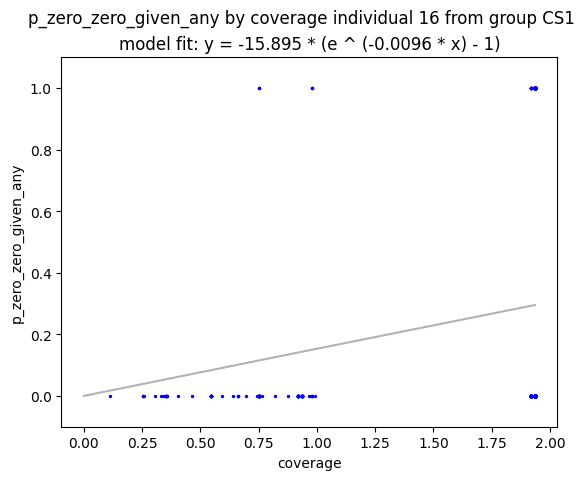 p_zero_zero_given_any by coverage individual 16 from group CS1
model fit: y = -15.895 * (e ^ (-0.0096 * x) - 1)
p_zero_zero_given_any
1.0
0.8
0.6
0.4
0.2
0.0
0.00 0.25 0.50 0.75 1.00 1.25 1.50 1.75 2.00
coverage